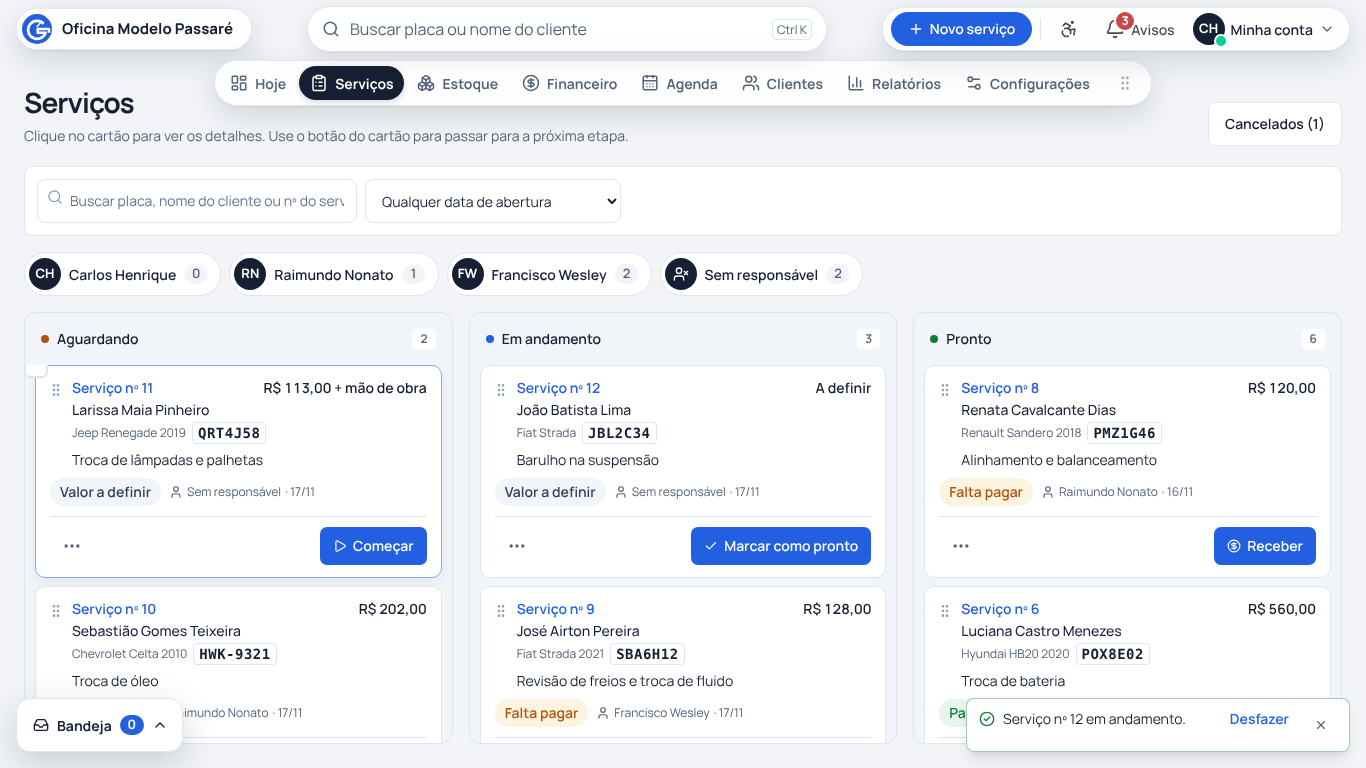 Oficina Modelo Passaré
Buscar placa ou nome do cliente
Ctrl K
Novo serviço
3
Avisos
CH
Minha conta
Hoje
Serviços
Estoque
Financeiro
Agenda
Clientes
Relatórios
Configurações
Serviços
Clique no cartão para ver os detalhes. Use o botão do cartão para passar para a próxima etapa.
Cancelados (1)
Buscar placa, nome do cliente ou nº do serv
Qualquer data de abertura
CH Carlos Henrique 0
RN Raimundo Nonato 1
FW Francisco Wesley 2
Sem responsável 2
Aguardando 2
Serviço nº 11 R$ 113,00 + mão de obra
Larissa Maia Pinheiro
Jeep Renegade 2019 QRT4J58
Troca de lâmpadas e palhetas
Valor a definir Sem responsável · 17/11
Começar
Serviço nº 10 R$ 202,00
Sebastião Gomes Teixeira
Chevrolet Celta 2010 HWK-9321
Troca de óleo
imundo Nonato · 17/11
Em andamento 3
Serviço nº 12 A definir
João Batista Lima
Fiat Strada JBL2C34
Barulho na suspensão
Valor a definir Sem responsável · 17/11
Marcar como pronto
Serviço nº 9 R$ 128,00
José Airton Pereira
Fiat Strada 2021 SBA6H12
Revisão de freios e troca de fluido
Falta pagar Francisco Wesley · 17/11
Pronto 6
Serviço nº 8 R$ 120,00
Renata Cavalcante Dias
Renault Sandero 2018 PMZ1G46
Alinhamento e balanceamento
Falta pagar Raimundo Nonato · 16/11
Receber
Serviço nº 6 R$ 560,00
Luciana Castro Menezes
Hyundai HB20 2020 POX8E02
Troca de bateria
Pa
Bandeja 0
Serviço nº 12 em andamento. Desfazer